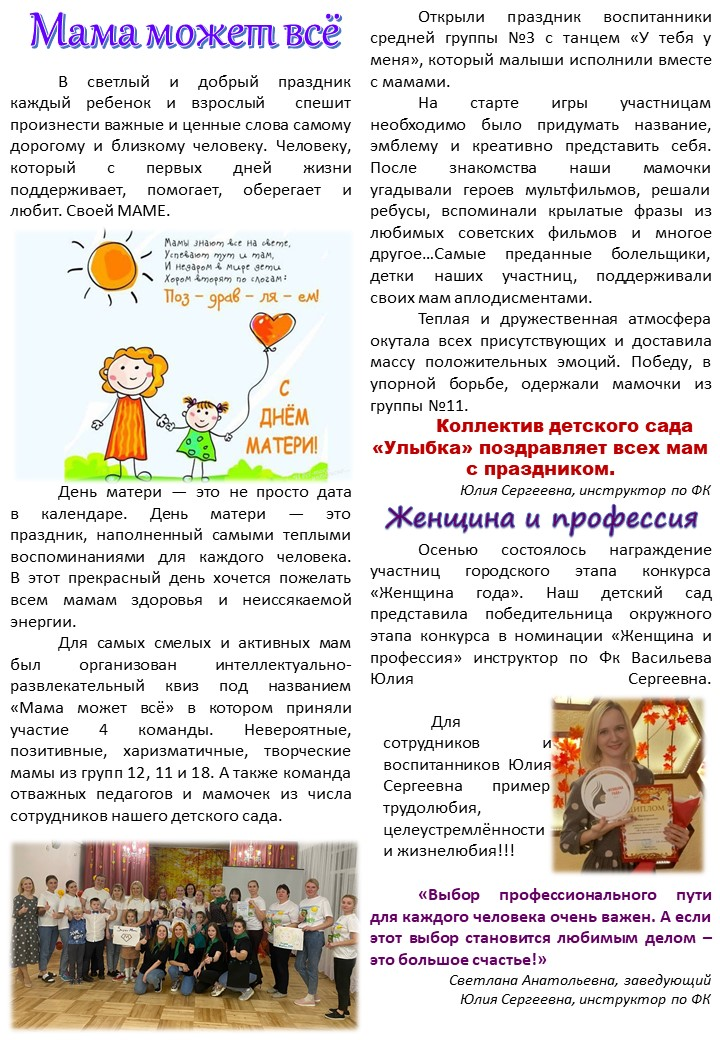 Мама может всё
В светлый и добрый праздник
каждый ребенок и взрослый спешит
произнести важные и ценные слова самому
дорогому и близкому человеку. Человеку,
который с первых дней жизни
поддерживает, помогает, оберегает и
любит. Своей МАМЕ.
Мамы знают все на свете,
Успевают тут и там,
И недаром в мире дети
Хором вторят по слогам:
Поз – драв – ля – ем!
С
ДНЁМ
МАТЕРИ!
День матери — это не просто дата
в календаре. День матери — это
праздник, наполненный самыми теплыми
воспоминаниями для каждого человека.
В этот прекрасный день хочется пожелать
всем мамам здоровья и неиссякаемой
энергии.
Для самых смелых и активных мам
был организован интеллектуально-
развлекательный квиз под названием
«Мама может всё» в котором приняли
участие 4 команды. Невероятные,
позитивные, харизматичные, творческие
мамы из групп 12, 11 и 18. А также команда
отважных педагогов и мамочек из числа
сотрудников нашего детского сада.
Открыли праздник воспитанники
средней группы №3 с танцем «У тебя у
меня», который малыши исполнили вместе
с мамами.
На старте игры участницам
необходимо было придумать название,
эмблему и креативно представить себя.
После знакомства наши мамочки
угадывали героев мультфильмов, решали
ребусы, вспоминали крылатые фразы из
любимых советских фильмов и многое
другое…Самые преданные болельщики,
детки наших участниц, поддерживали
своих мам аплодисментами.
Теплая и дружественная атмосфера
окутала всех присутствующих и доставила
массу положительных эмоций. Победу, в
упорной борьбе, одержали мамочки из
группы №11.
Коллектив детского сада
«Улыбка» поздравляет всех мам
с праздником.
Юлия Сергеевна, инструктор по ФК
Женщина и профессия
Осенью состоялось награждение
участниц городского этапа конкурса
«Женщина года». Наш детский сад
представила победительница окружного
этапа конкурса в номинации «Женщина и
профессия» инструктор по Фк Васильева
Юлия Сергеевна.
Для
сотрудников и
воспитанников Юлия
Сергеевна пример
трудолюбия,
целеустремлённости
и жизнелюбия!!!
ДИПЛОМ
«Выбор профессионального пути
для каждого человека очень важен. А если
этот выбор становится любимым делом –
это большое счастье!»
Светлана Анатольевна, заведующий
Юлия Сергеевна, инструктор по ФК